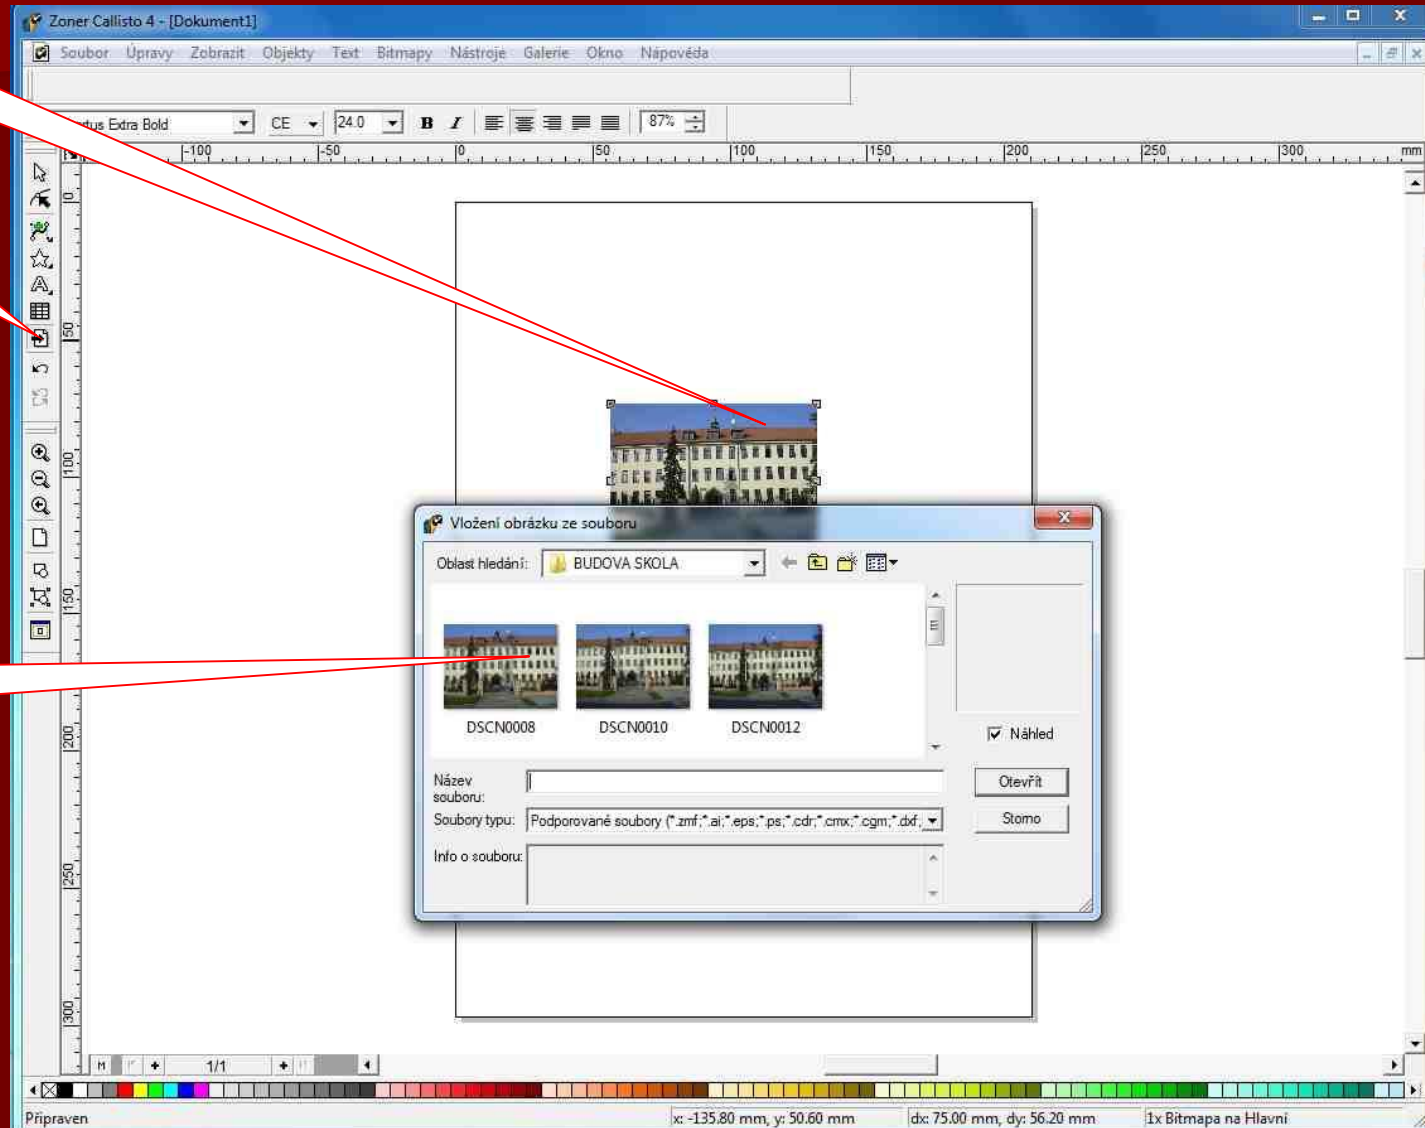 Zoner Callisto 4 - [Dokument1]
Soubor Úpravy Zobrazit Objekty Text Bitmapy Nástroje Galerie Okno Nápověda
Extra Bold CE 24.0 B I 87%
-100 -50 0 50 100 150 200 250 300 mm
0
50
100
150
200
250
300
Vložení obrázku ze souboru
Oblast hledání: BUDOVA SKOLA
DSCN0008 DSCN0010 DSCN0012
Náhled
Název souboru:
Otevřít
Soubory typu: Podporované soubory (*.zmf;*.ai;*.eps;*.ps;*.cdr;*.cmx;*.cgm;*.dxf;
Storno
Info o souboru:
M 1/1
Připraven x: -135.80 mm, y: 50.60 mm dx: 75.00 mm, dy: 56.20 mm 1x Bitmapa na Hlavní